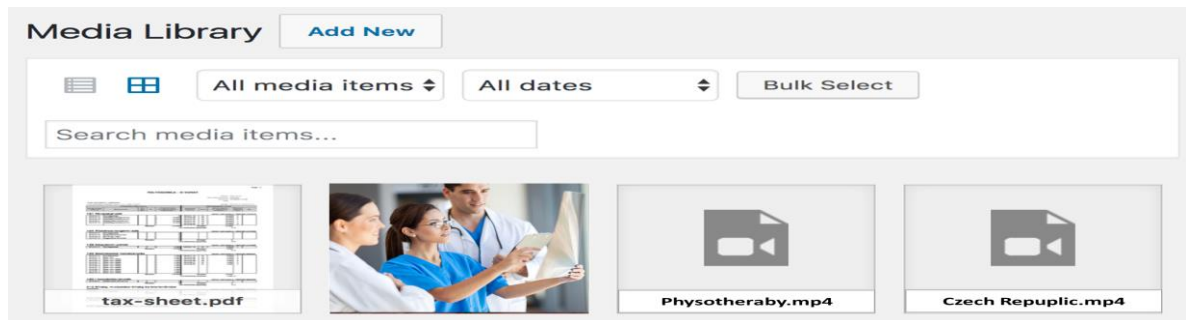 Media Library Add New
All media items All dates Bulk Select
Search media items...
tax-sheet.pdf Physotheraby.mp4 Czech Repuplic.mp4